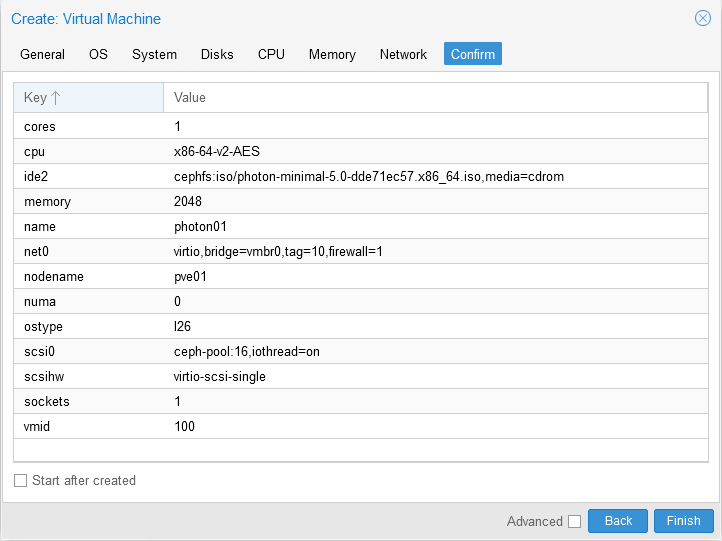 Create: Virtual Machine
General OS System Disks CPU Memory Network Confirm
Key Value
cores 1
cpu x86-64-v2-AES
ide2 cephfs:iso/photon-minimal-5.0-dde71ec57.x86_64.iso,media=cdrom
memory 2048
name photon01
net0 virtio,bridge=vmbr0,tag=10,firewall=1
nodename pve01
numa 0
ostype l26
scsi0 ceph-pool:16,iothread=on
scsihw virtio-scsi-single
sockets 1
vmid 100
Start after created
Advanced Back Finish